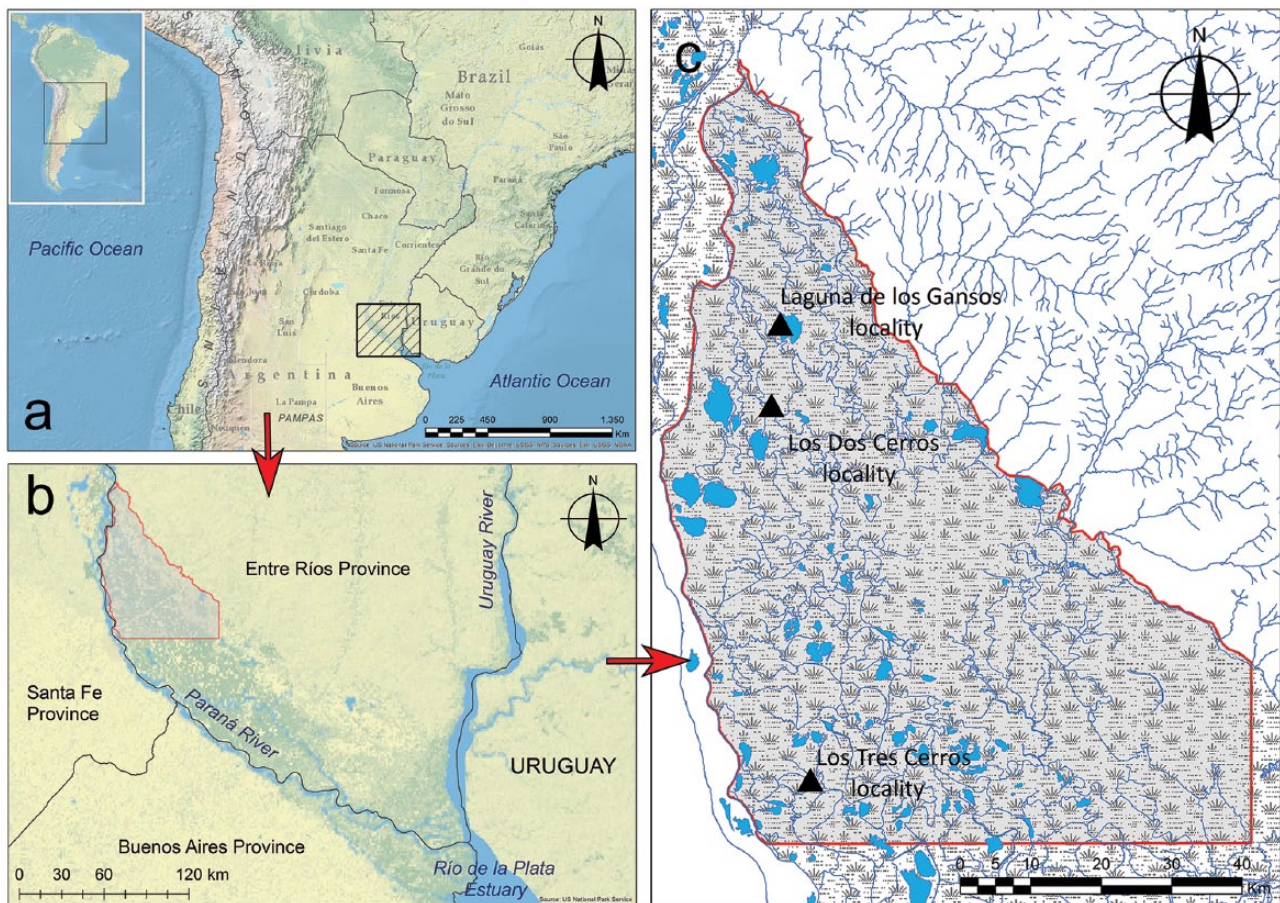 N
Bolivia
Goiás
Brazil
Mato
Grosso
do Sul
São
Paulo
Paraguay
Paraná
Formosa
Chaco
Santa
Catarina
Pacific Ocean
Santiago
del Estero
Santa Fe
Corrientes
Río
Grande do
Sul
Córdoba
San
Luis
Uruguay
Mendoza
Argentina
Buenos
Aires
Atlantic Ocean
La Pampa
PAMPAS
Chile
a
0 225 450 900 1.350
Km
b
N
Uruguay River
Entre Ríos Province
Santa Fe
Province
Paraná River
URUGUAY
Buenos Aires Province
0 30 60 120 km
Río de la Plata
Estuary
Source: US National Park Service
C
N
Laguna de los Gansos
locality
Los Dos Cerros
locality
Los Tres Cerros
locality
0 5 10 20 30 40
Km